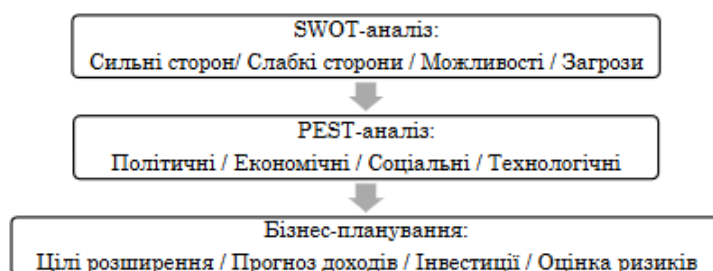 SWOT-аналіз:
Сильні сторон/ Слабкі сторони / Можливості / Загрози
PEST-аналіз:
Політичні / Економічні / Соціальні / Технологічні
Бізнес-планування:
Цілі розширення / Прогноз доходів / Інвестиції / Оцінка ризиків